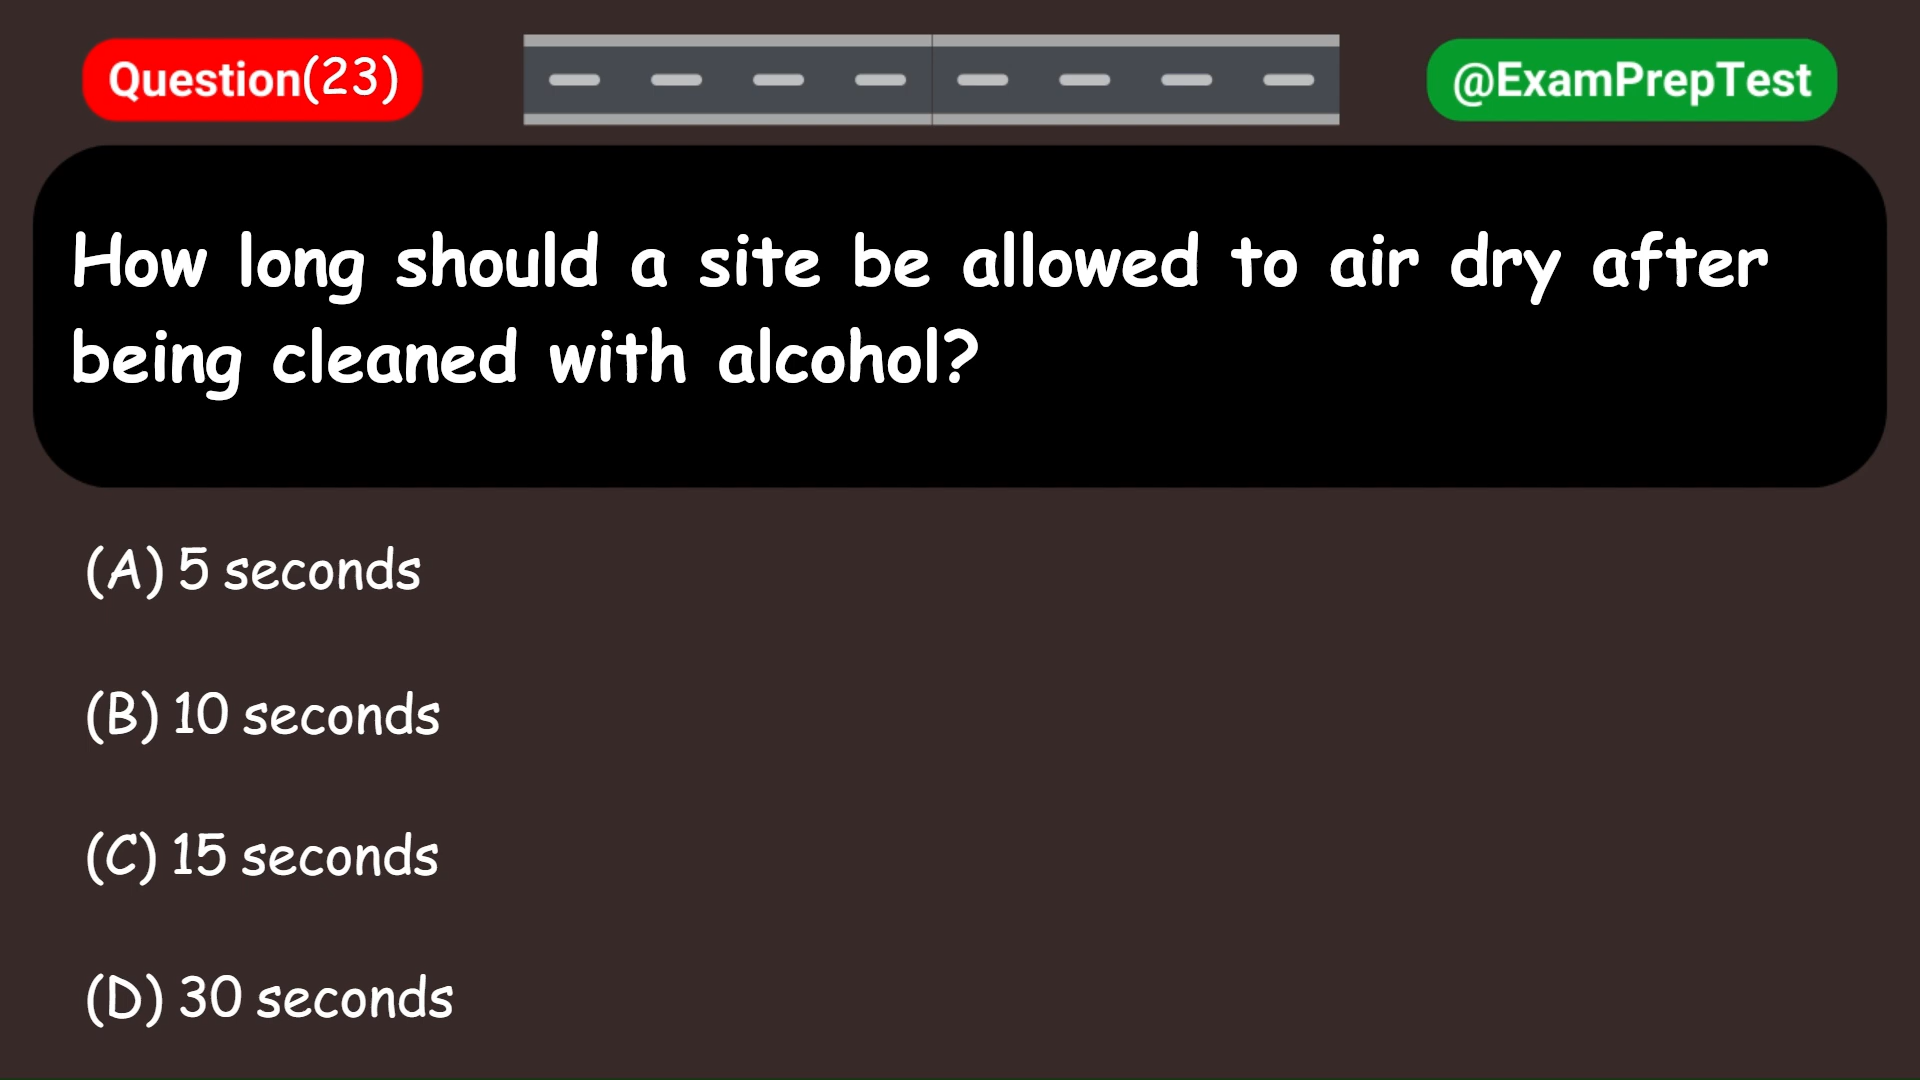 Question(23)
@ExamPrepTest
How long should a site be allowed to air dry after
being cleaned with alcohol?
(A) 5 seconds
(B) 10 seconds
(C) 15 seconds
(D) 30 seconds